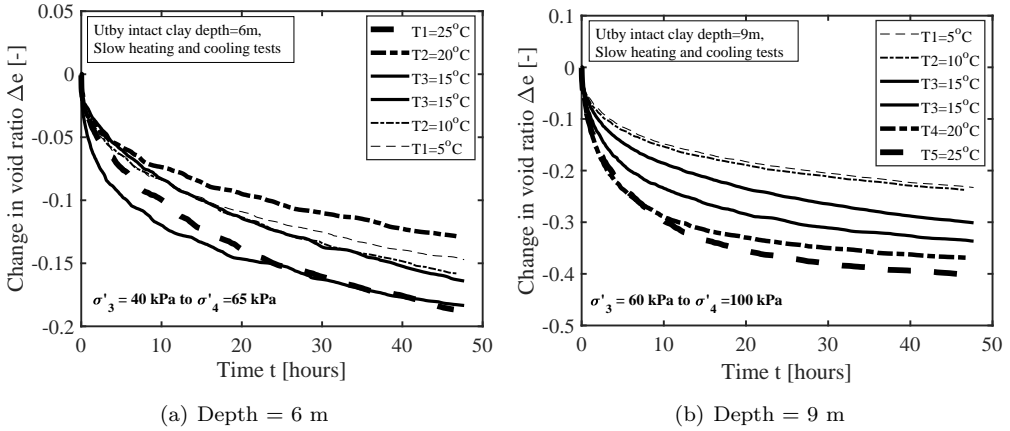 Utby intact clay depth=6m,
Slow heating and cooling tests
T1=25°C
T2=20°C
T3=15°C
T3=15°C
T2=10°C
T1=5°C
0
-0.05
-0.1
-0.15
-0.2
Change in void ratio Δe [-]
σ'3 = 40 kPa to σ'4 =65 kPa
0 10 20 30 40 50
Time t [hours]
(a) Depth = 6 m
Utby intact clay depth=9m,
Slow heating and cooling tests
T1=5°C
T2=10°C
T3=15°C
T3=15°C
T4=20°C
T5=25°C
0.1
0
-0.1
-0.2
-0.3
-0.4
-0.5
Change in void ratio Δe [-]
σ'3 = 60 kPa to σ'4 =100 kPa
0 10 20 30 40 50
Time t [hours]
(b) Depth = 9 m